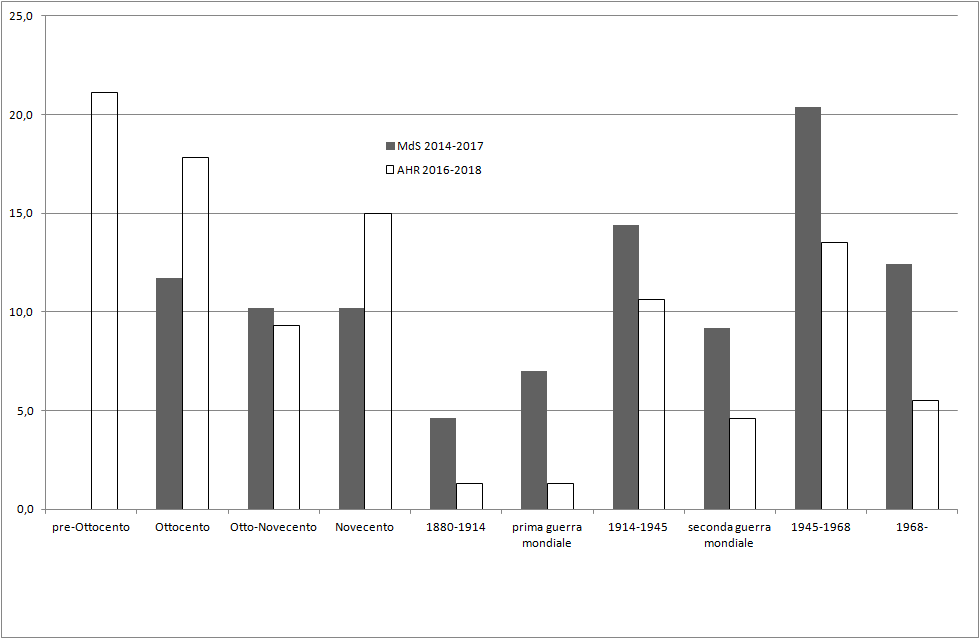 25,0
20,0
15,0
10,0
5,0
0,0
MdS 2014-2017
AHR 2016-2018
pre-Ottocento
Ottocento
Otto-Novecento
Novecento
1880-1914
prima guerra
mondiale
1914-1945
seconda guerra
mondiale
1945-1968
1968-